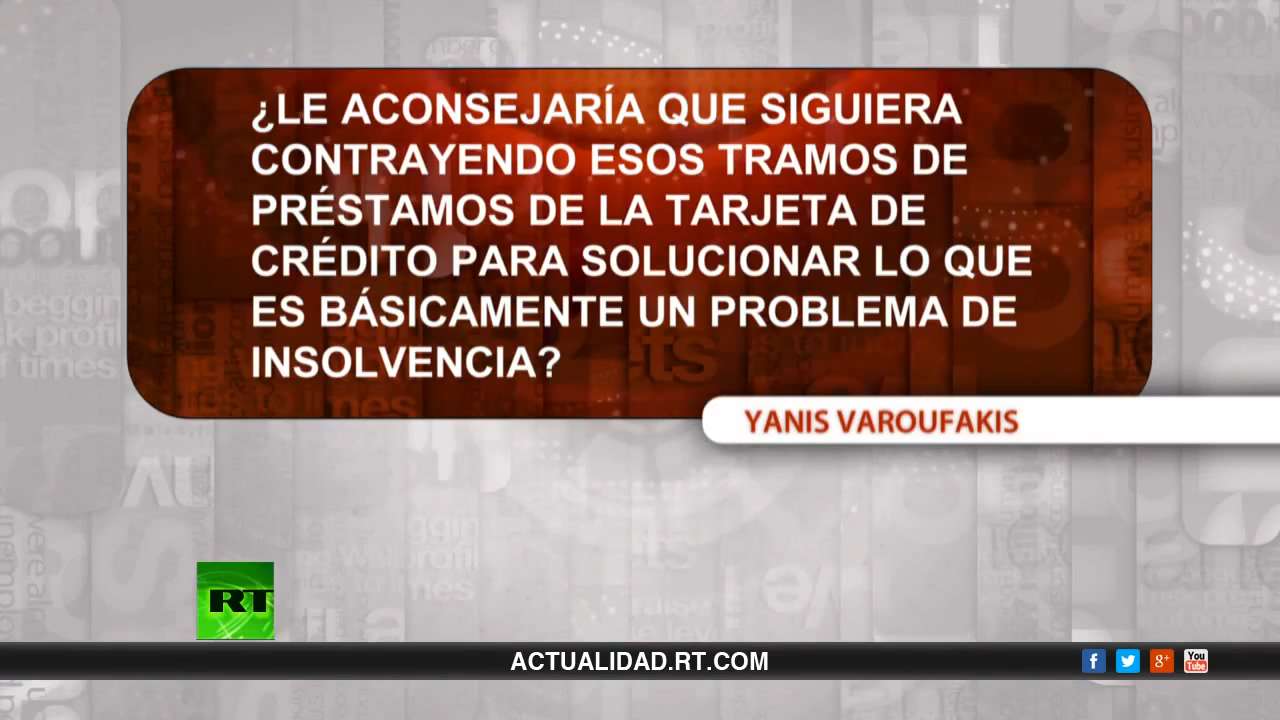 ¿LE ACONSEJARÍA QUE SIGUIERA
CONTRAYENDO ESOS TRAMOS DE
PRÉSTAMOS DE LA TARJETA DE
CRÉDITO PARA SOLUCIONAR LO QUE
ES BÁSICAMENTE UN PROBLEMA DE
INSOLVENCIA?
YANIS VAROUFAKIS
RT
ACTUALIDAD.RT.COM
f
g+
You
Tube